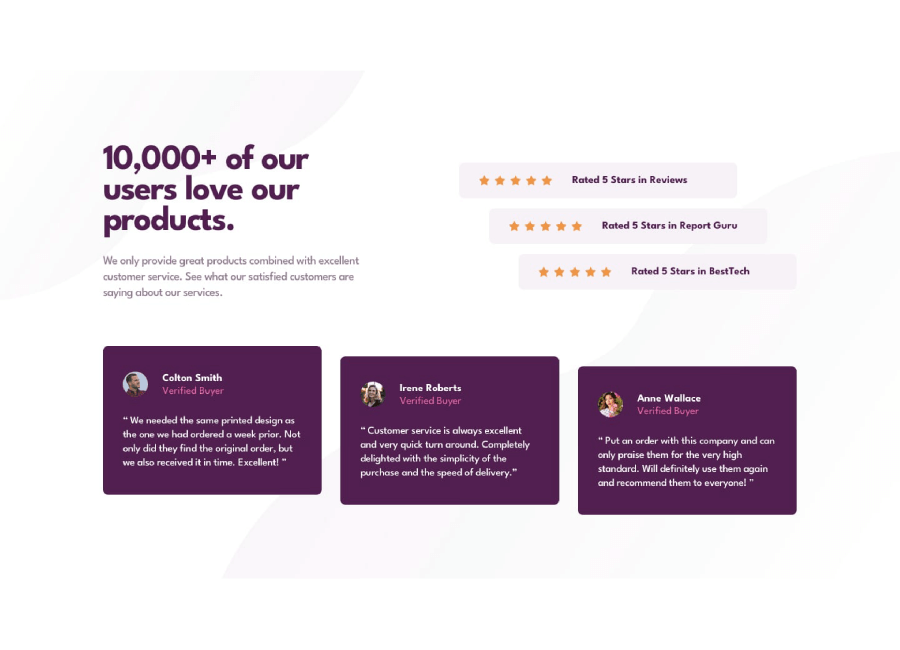 10,000+ of our
users love our
products.
We only provide great products combined with excellent
customer service. See what our satisfied customers are
saying about our services.
Rated 5 Stars in Reviews
Rated 5 Stars in Report Guru
Rated 5 Stars in BestTech
Colton Smith
Verified Buyer
“ We needed the same printed design as
the one we had ordered a week prior. Not
only did they find the original order, but
we also received it in time. Excellent! ”
Irene Roberts
Verified Buyer
“ Customer service is always excellent
and very quick turn around. Completely
delighted with the simplicity of the
purchase and the speed of delivery.”
Anne Wallace
Verified Buyer
“ Put an order with this company and can
only praise them for the very high
standard. Will definitely use them again
and recommend them to everyone! ”